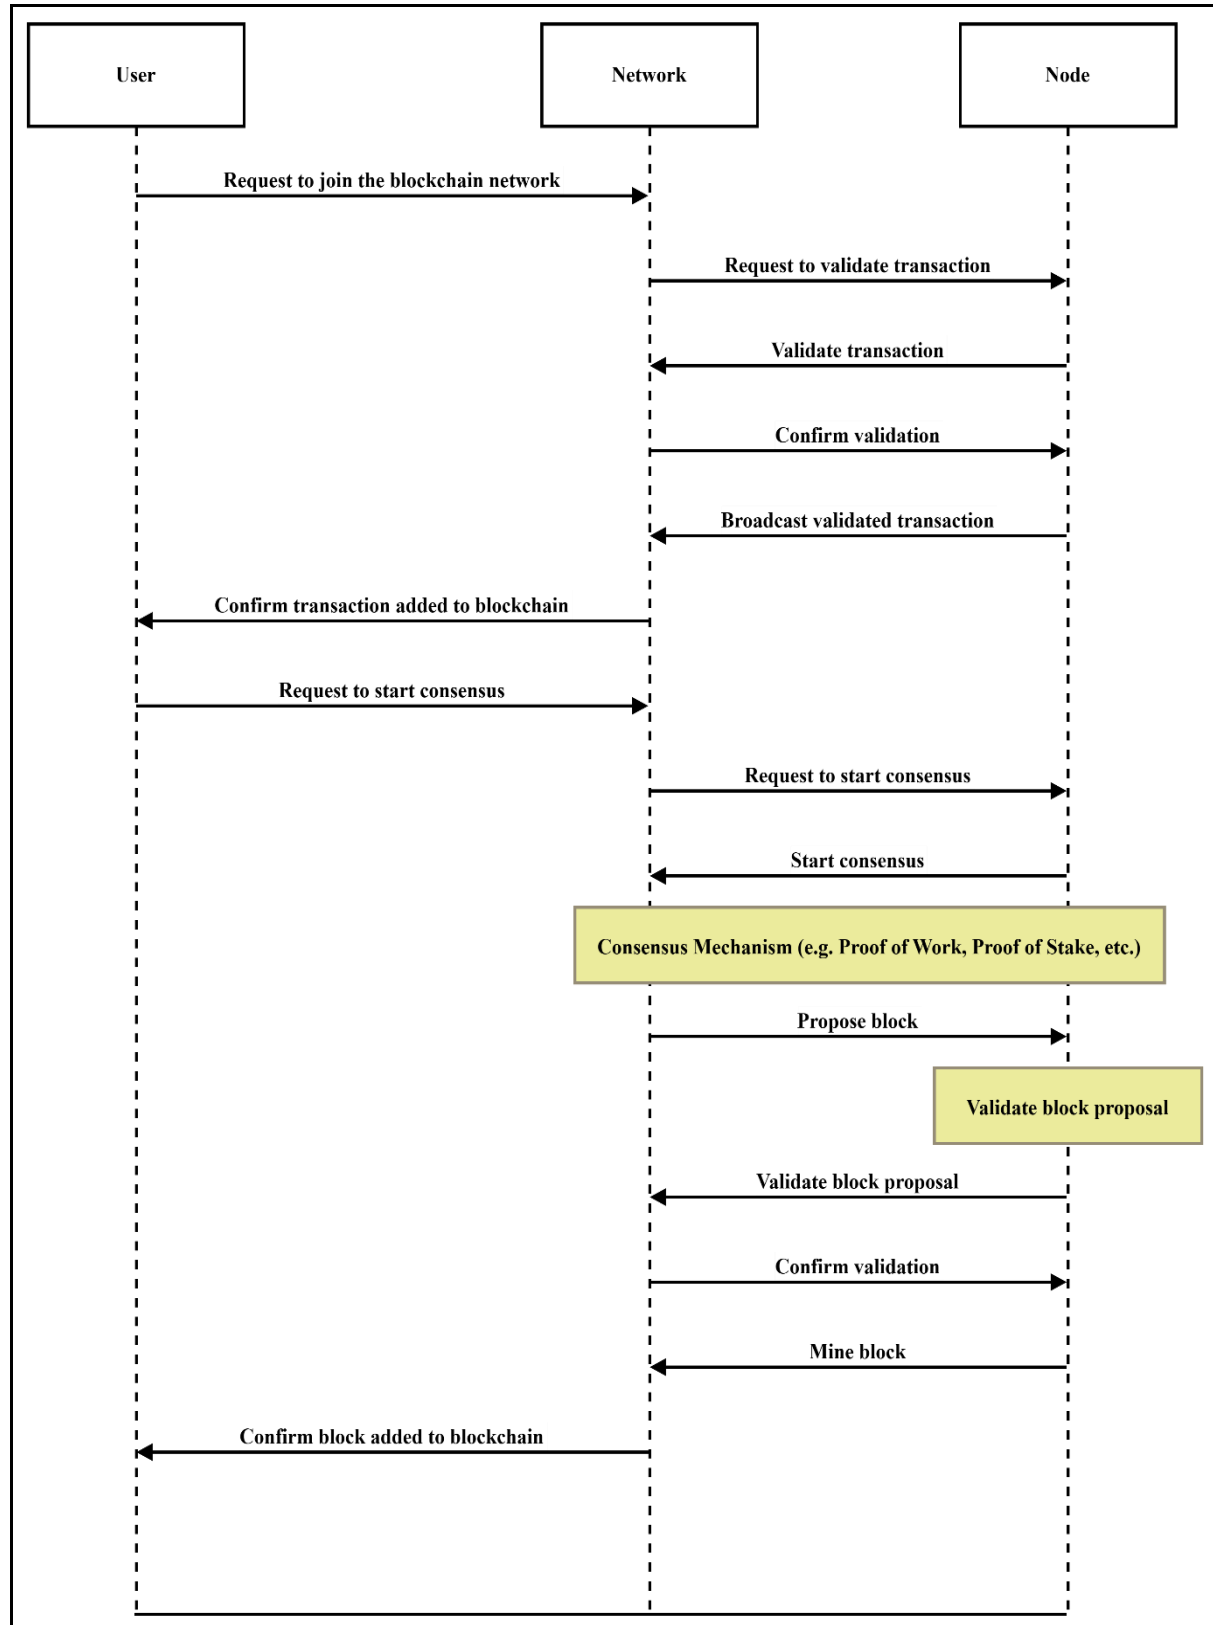 User
Network
Node
Request to join the blockchain network
Request to validate transaction
Validate transaction
Confirm validation
Broadcast validated transaction
Confirm transaction added to blockchain
Request to start consensus
Request to start consensus
Start consensus
Consensus Mechanism (e.g. Proof of Work, Proof of Stake, etc.)
Propose block
Validate block proposal
Validate block proposal
Confirm validation
Mine block
Confirm block added to blockchain